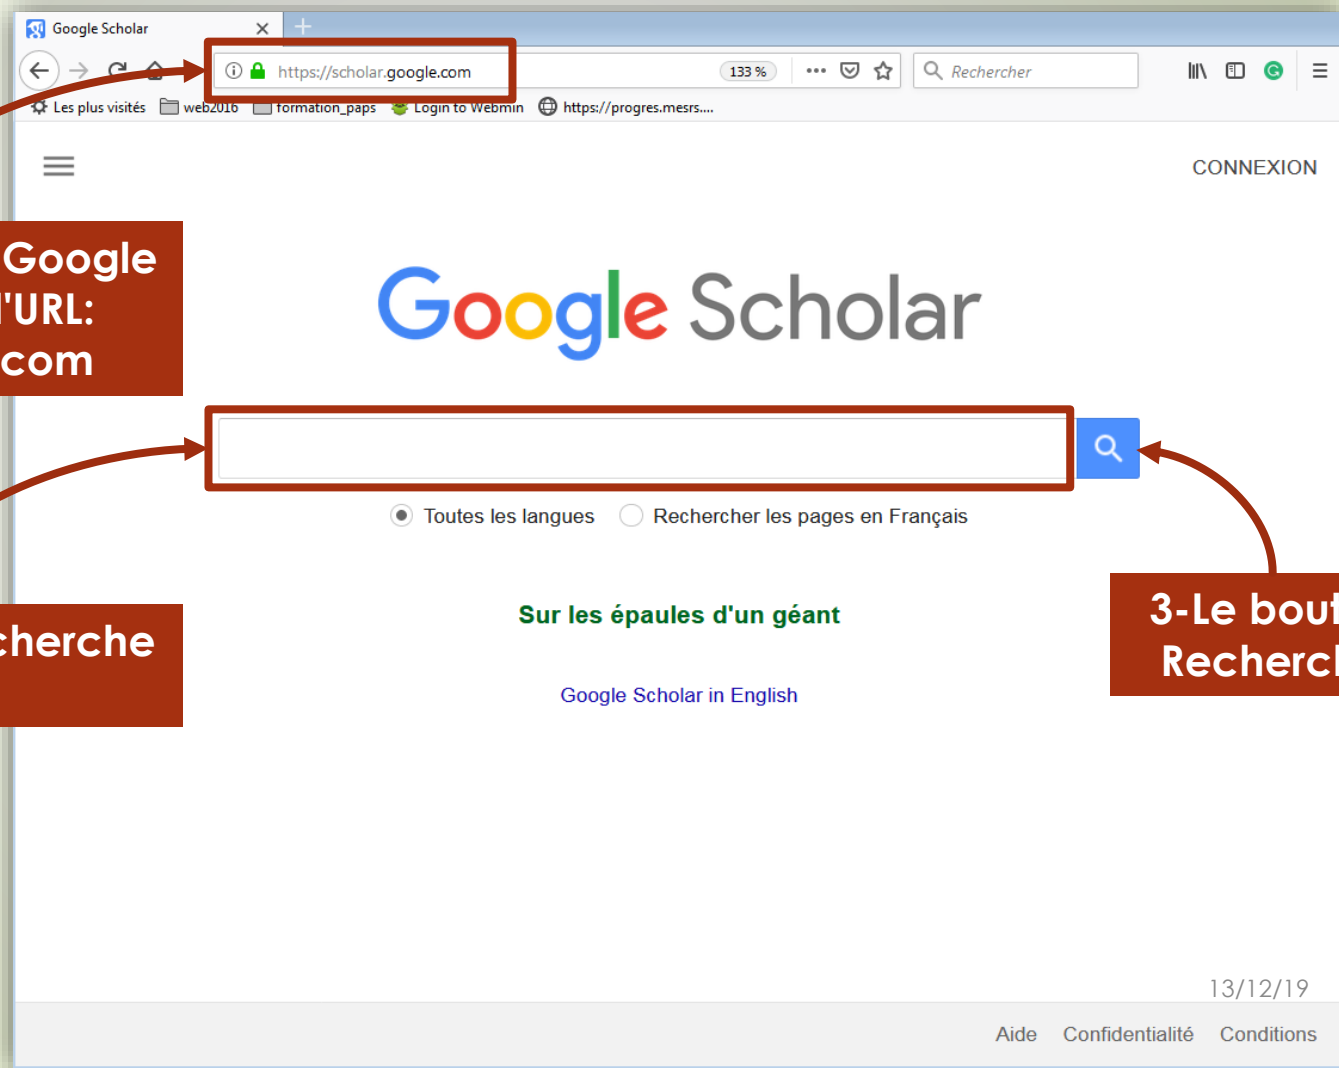 Google Scholar
https://scholar.google.com
133 %
Rechercher
Les plus visités
web2016
formation_paps
Login to Webmin
https://progres.mesrs....
CONNEXION
Google
l'URL:
com
Google Scholar
Toutes les langues
Rechercher les pages en Français
cherche
Sur les épaules d'un géant
3-Le bout
Recherch
Google Scholar in English
13/12/19
Aide Confidentialité Conditions